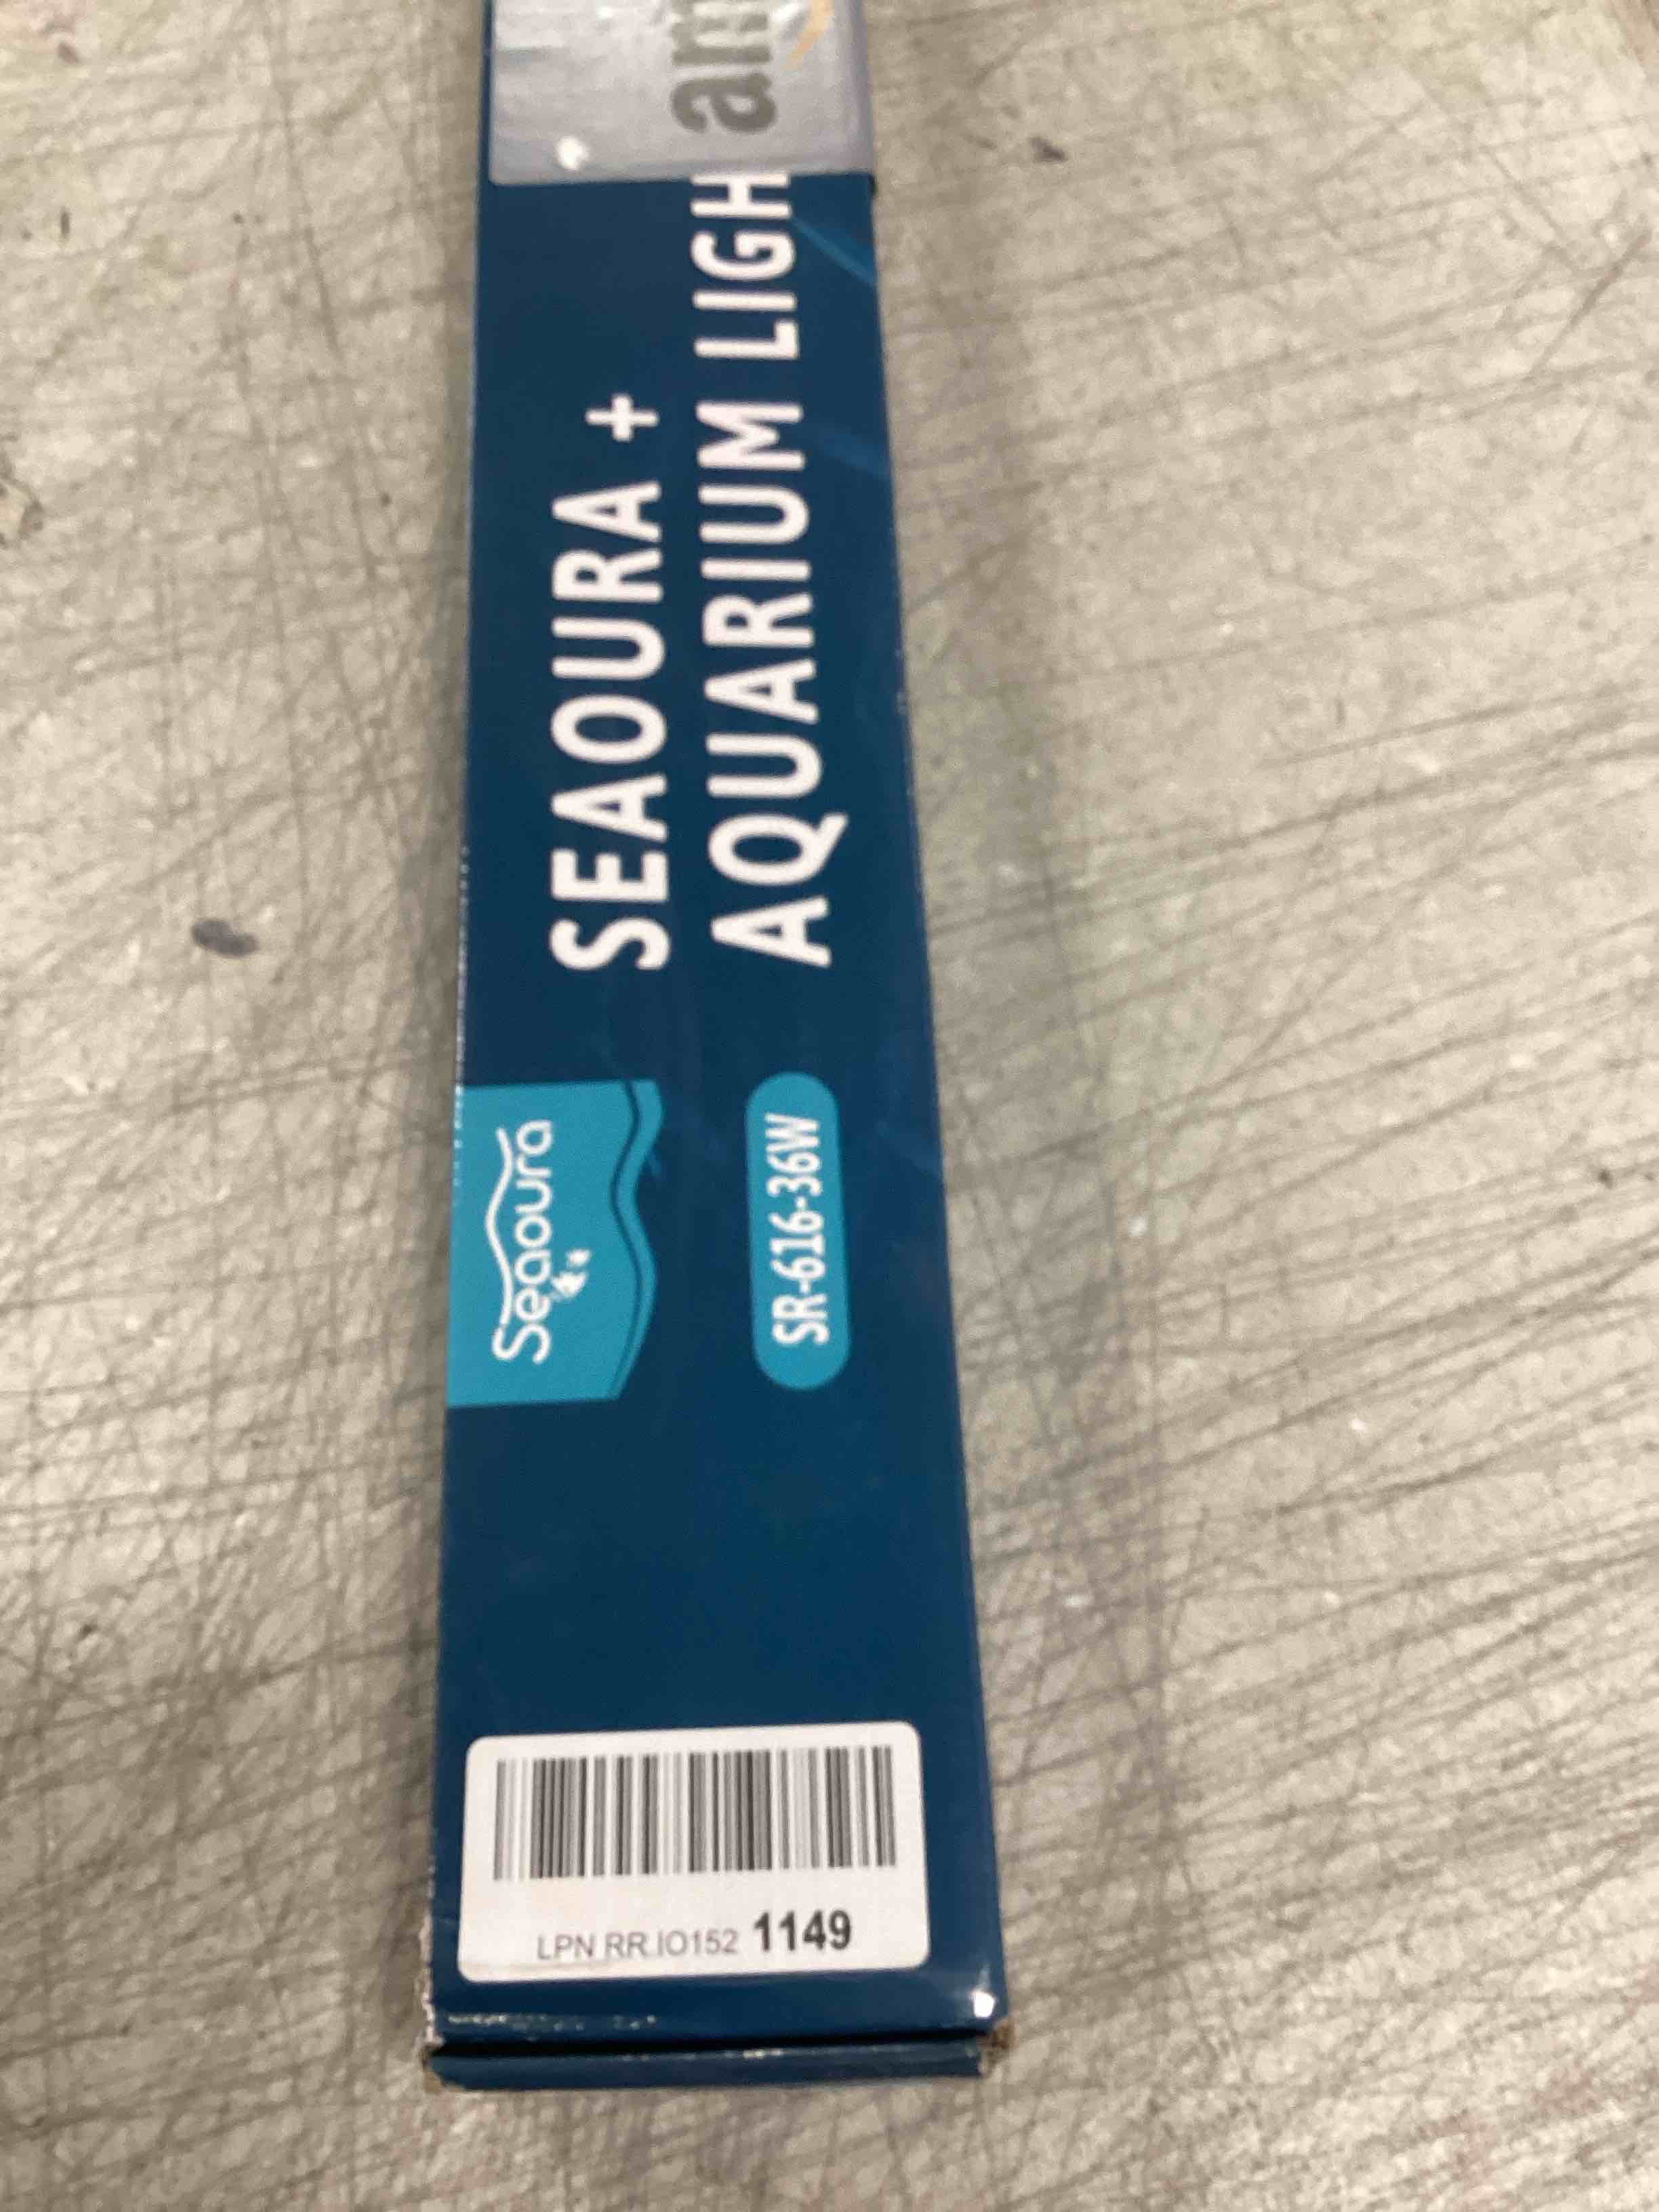 SEAOURA +
AQUARIUM LIGH
Seaoura
SR-616-36W
LPN RR IO152 1149